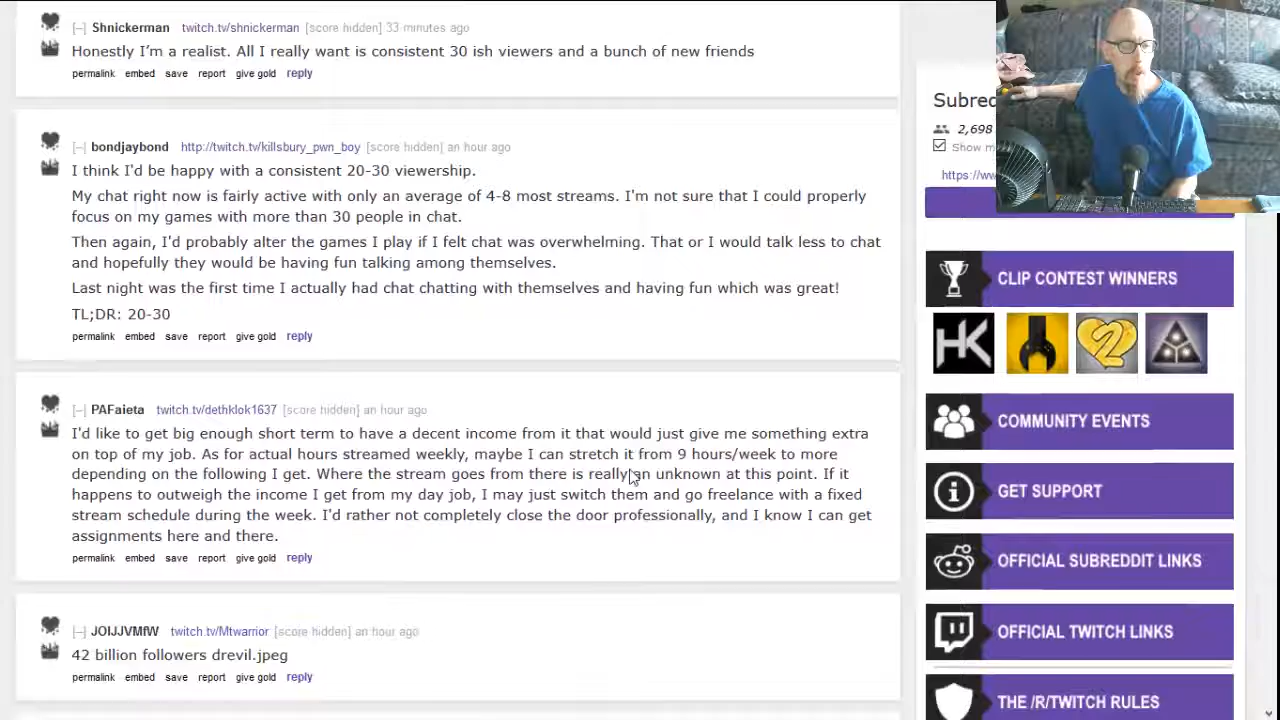 [–] Shnickerman twitch.tv/shnickerman [score hidden] 33 minutes ago
Honestly I’m a realist. All I really want is consistent 30 ish viewers and a bunch of new friends
permalink embed save report give gold reply
[–] bondjaybond http://twitch.tv/killsbury_pwn_boy [score hidden] an hour ago
I think I'd be happy with a consistent 20-30 viewership.
My chat right now is fairly active with only an average of 4-8 most streams. I'm not sure that I could properly
focus on my games with more than 30 people in chat.
Then again, I'd probably alter the games I play if I felt chat was overwhelming. That or I would talk less to chat
and hopefully they would be having fun talking among themselves.
Last night was the first time I actually had chat chatting with themselves and having fun which was great!
TL;DR: 20-30
permalink embed save report give gold reply
[–] PAFaieta twitch.tv/dethklok1637 [score hidden] an hour ago
I'd like to get big enough short term to have a decent income from it that would just give me something extra
on top of my job. As for actual hours streamed weekly, maybe I can stretch it from 9 hours/week to more
depending on the following I get. Where the stream goes from there is really an unknown at this point. If it
happens to outweigh the income I get from my day job, I may just switch them and go freelance with a fixed
stream schedule during the week. I'd rather not completely close the door professionally, and I know I can get
assignments here and there.
permalink embed save report give gold reply
[–] twitch.tv/Mtwarrior [score hidden] an hour ago
42 billion followers drevil.jpeg
permalink embed save report give gold reply
Subred
2,698
Show m
https://ww
CLIP CONTEST WINNERS
HK
2
COMMUNITY EVENTS
GET SUPPORT
OFFICIAL SUBREDDIT LINKS
OFFICIAL TWITCH LINKS
THE /R/TWITCH RULES